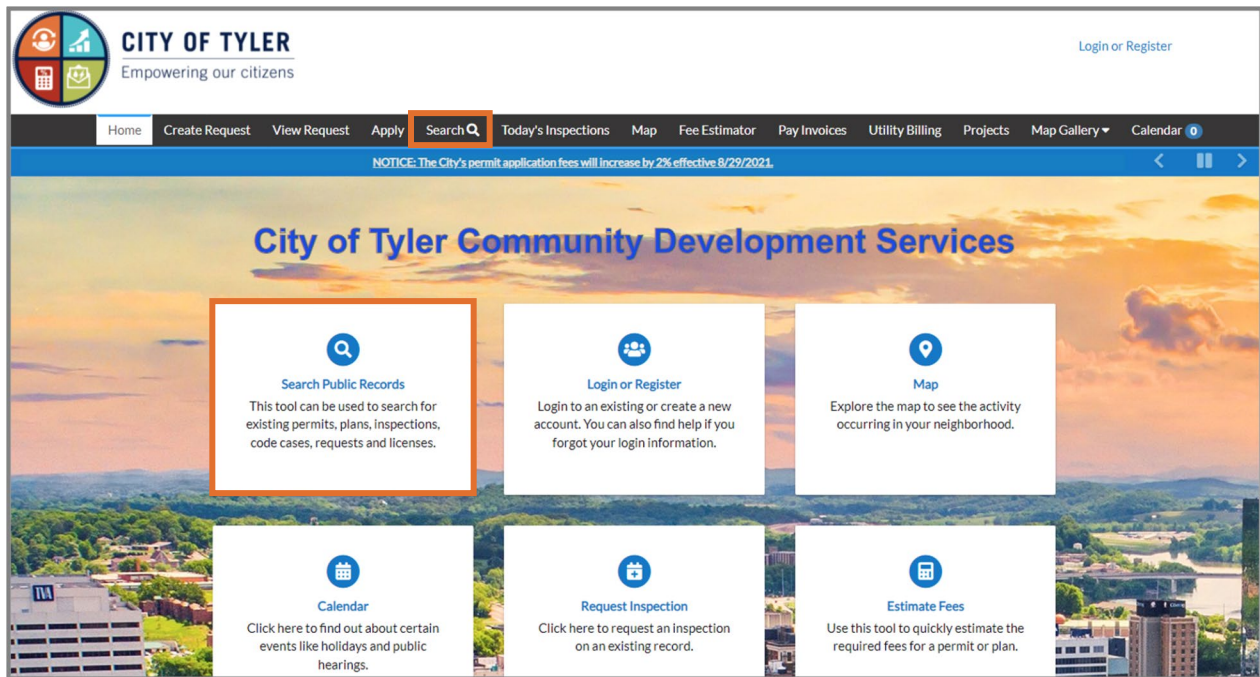 CITY OF TYLER
Empowering our citizens
Login or Register
Home Create Request View Request Apply Search Today's Inspections Map Fee Estimator Pay Invoices Utility Billing Projects Map Gallery Calendar 0
NOTICE: The City's permit application fees will increase by 2% effective 8/29/2021.
City of Tyler Community Development Services
Search Public Records
This tool can be used to search for
existing permits, plans, inspections,
code cases, requests and licenses.
Login or Register
Login to an existing or create a new
account. You can also find help if you
forgot your login information.
Map
Explore the map to see the activity
occurring in your neighborhood.
Calendar
Click here to find out about certain
events like holidays and public
hearings.
Request Inspection
Click here to request an inspection
on an existing record.
Estimate Fees
Use this tool to quickly estimate the
required fees for a permit or plan.
TVA